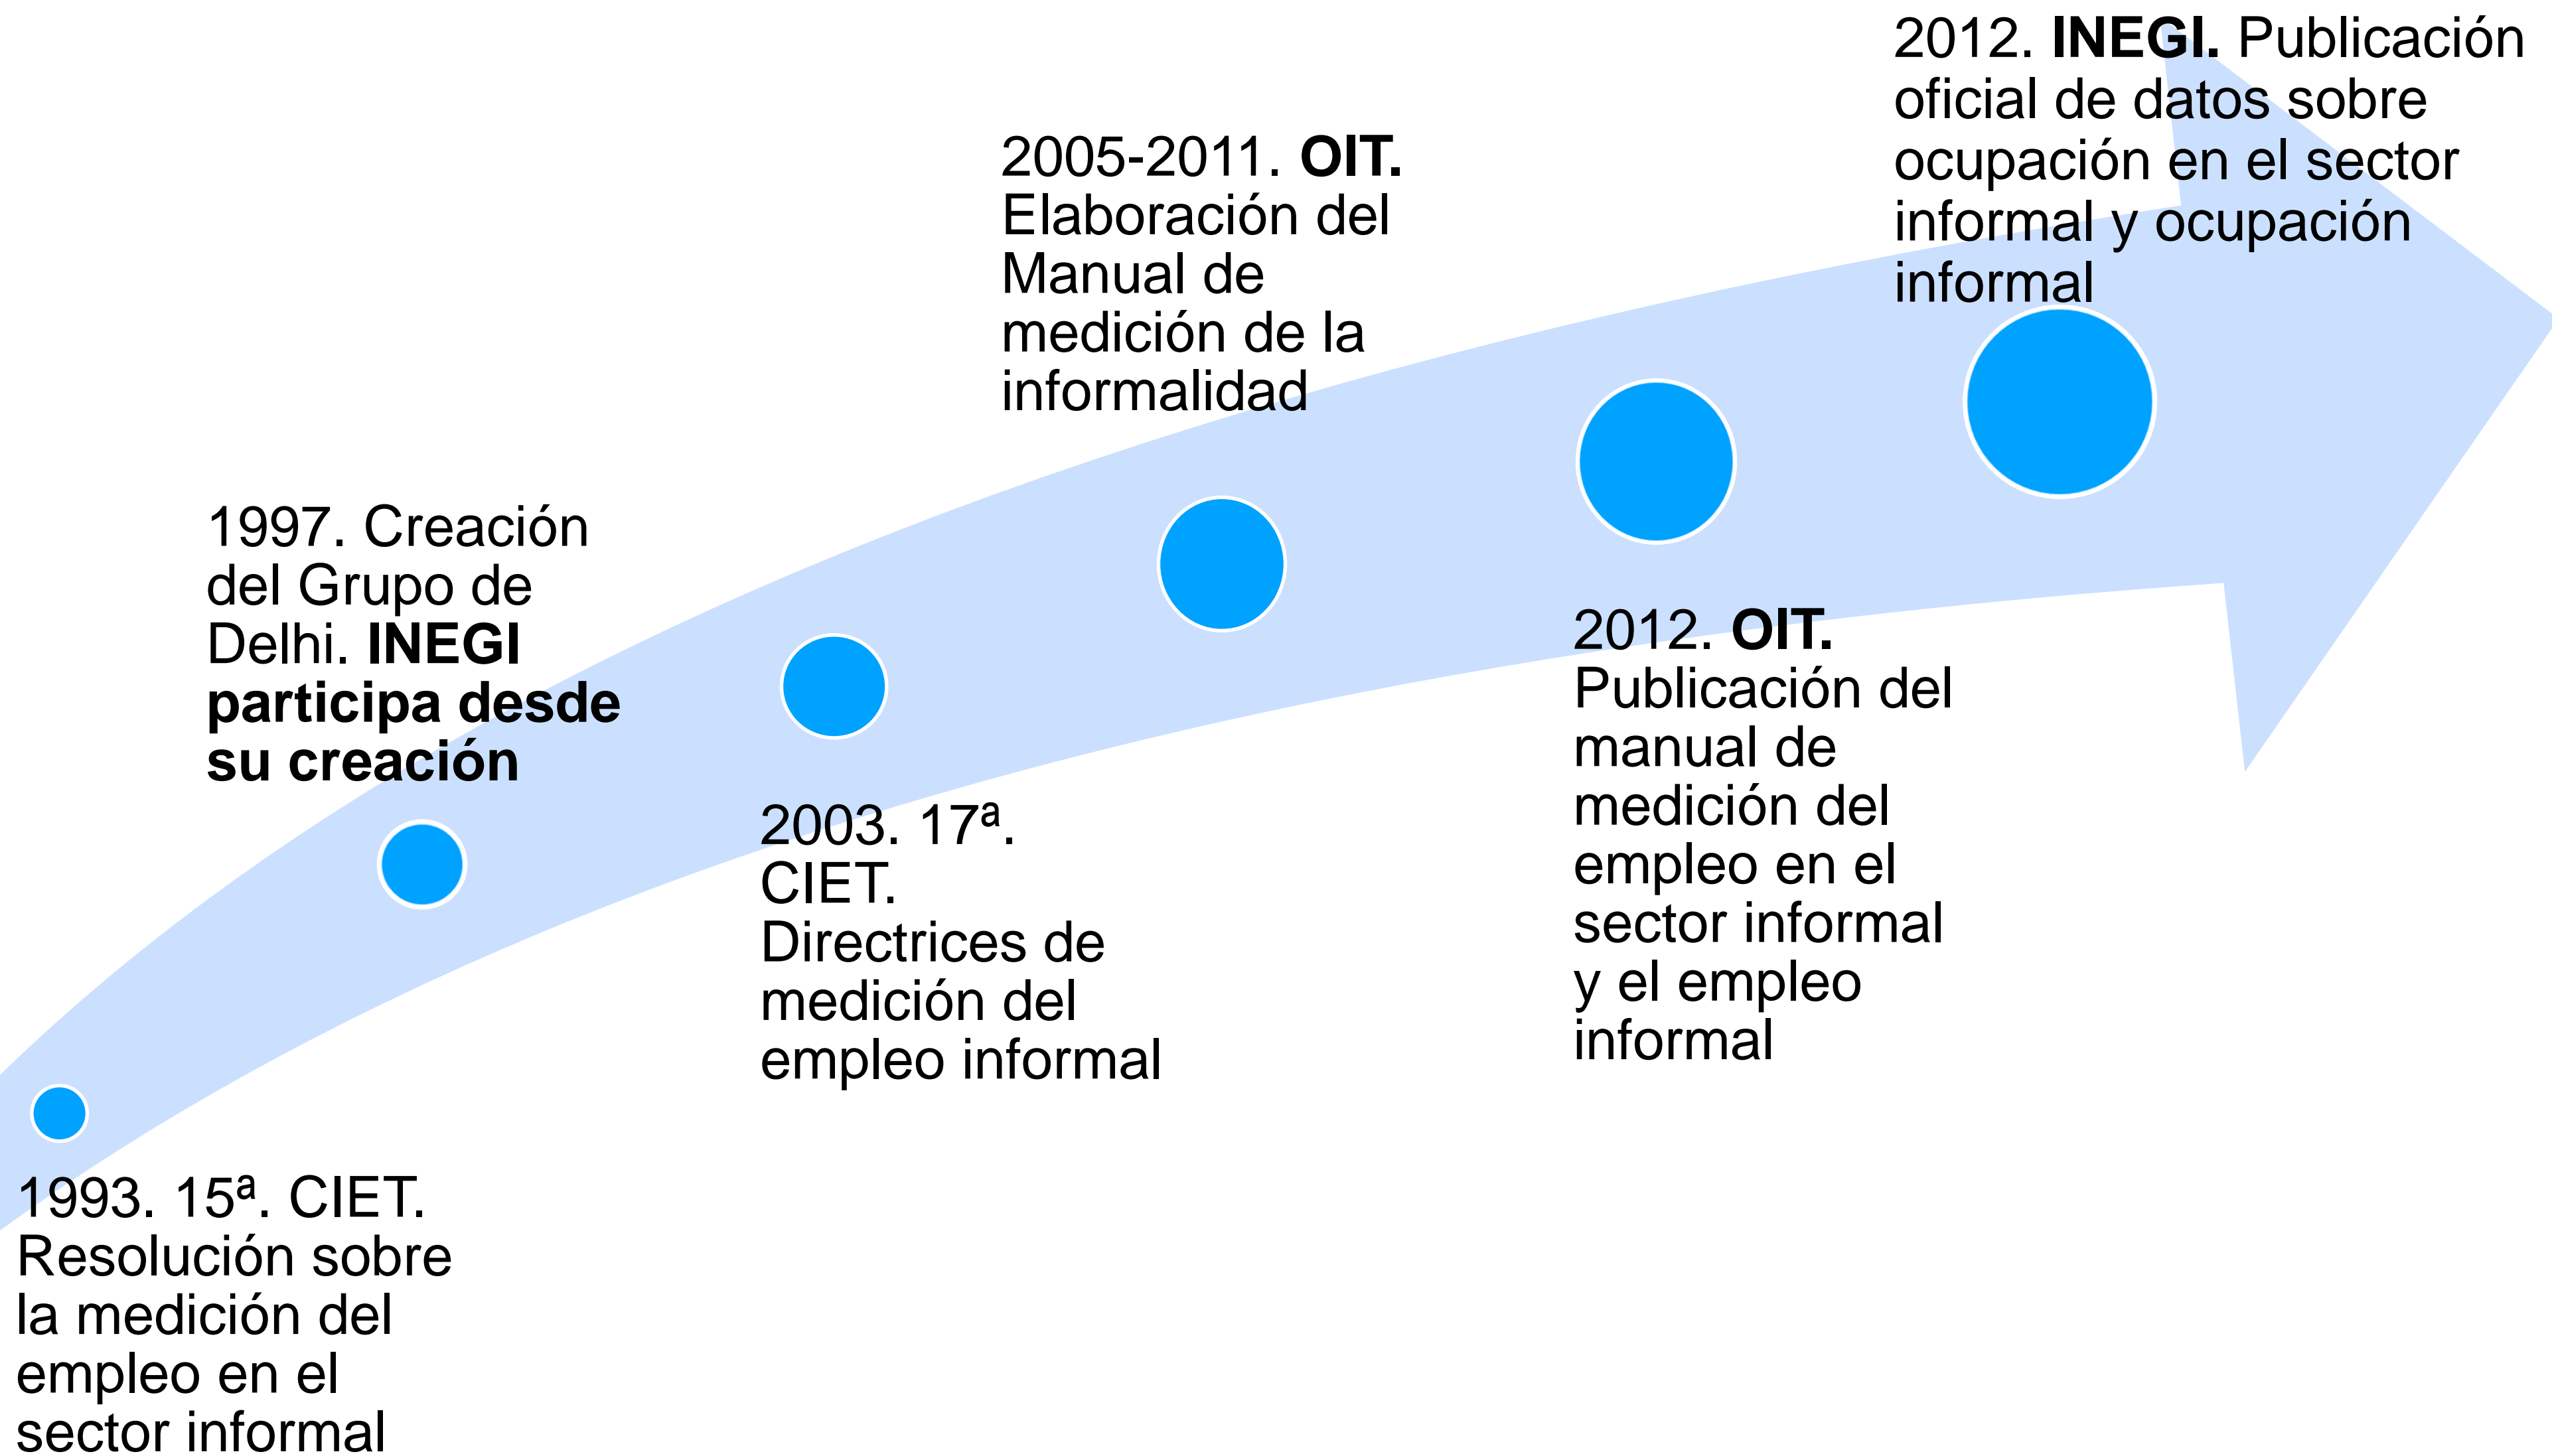 1993. 15ª. CIET.
Resolución sobre
la medición del
empleo en el
sector informal
1997. Creación
del Grupo de
Delhi. INEGI
participa desde
su creación
2003. 17ª.
CIET.
Directrices de
medición del
empleo informal
2005-2011. OIT.
Elaboración del
Manual de
medición de la
informalidad
2012. OIT.
Publicación del
manual de
medición del
empleo en el
sector informal
y el empleo
informal
2012. INEGI. Publicación
oficial de datos sobre
ocupación en el sector
informal y ocupación
informal